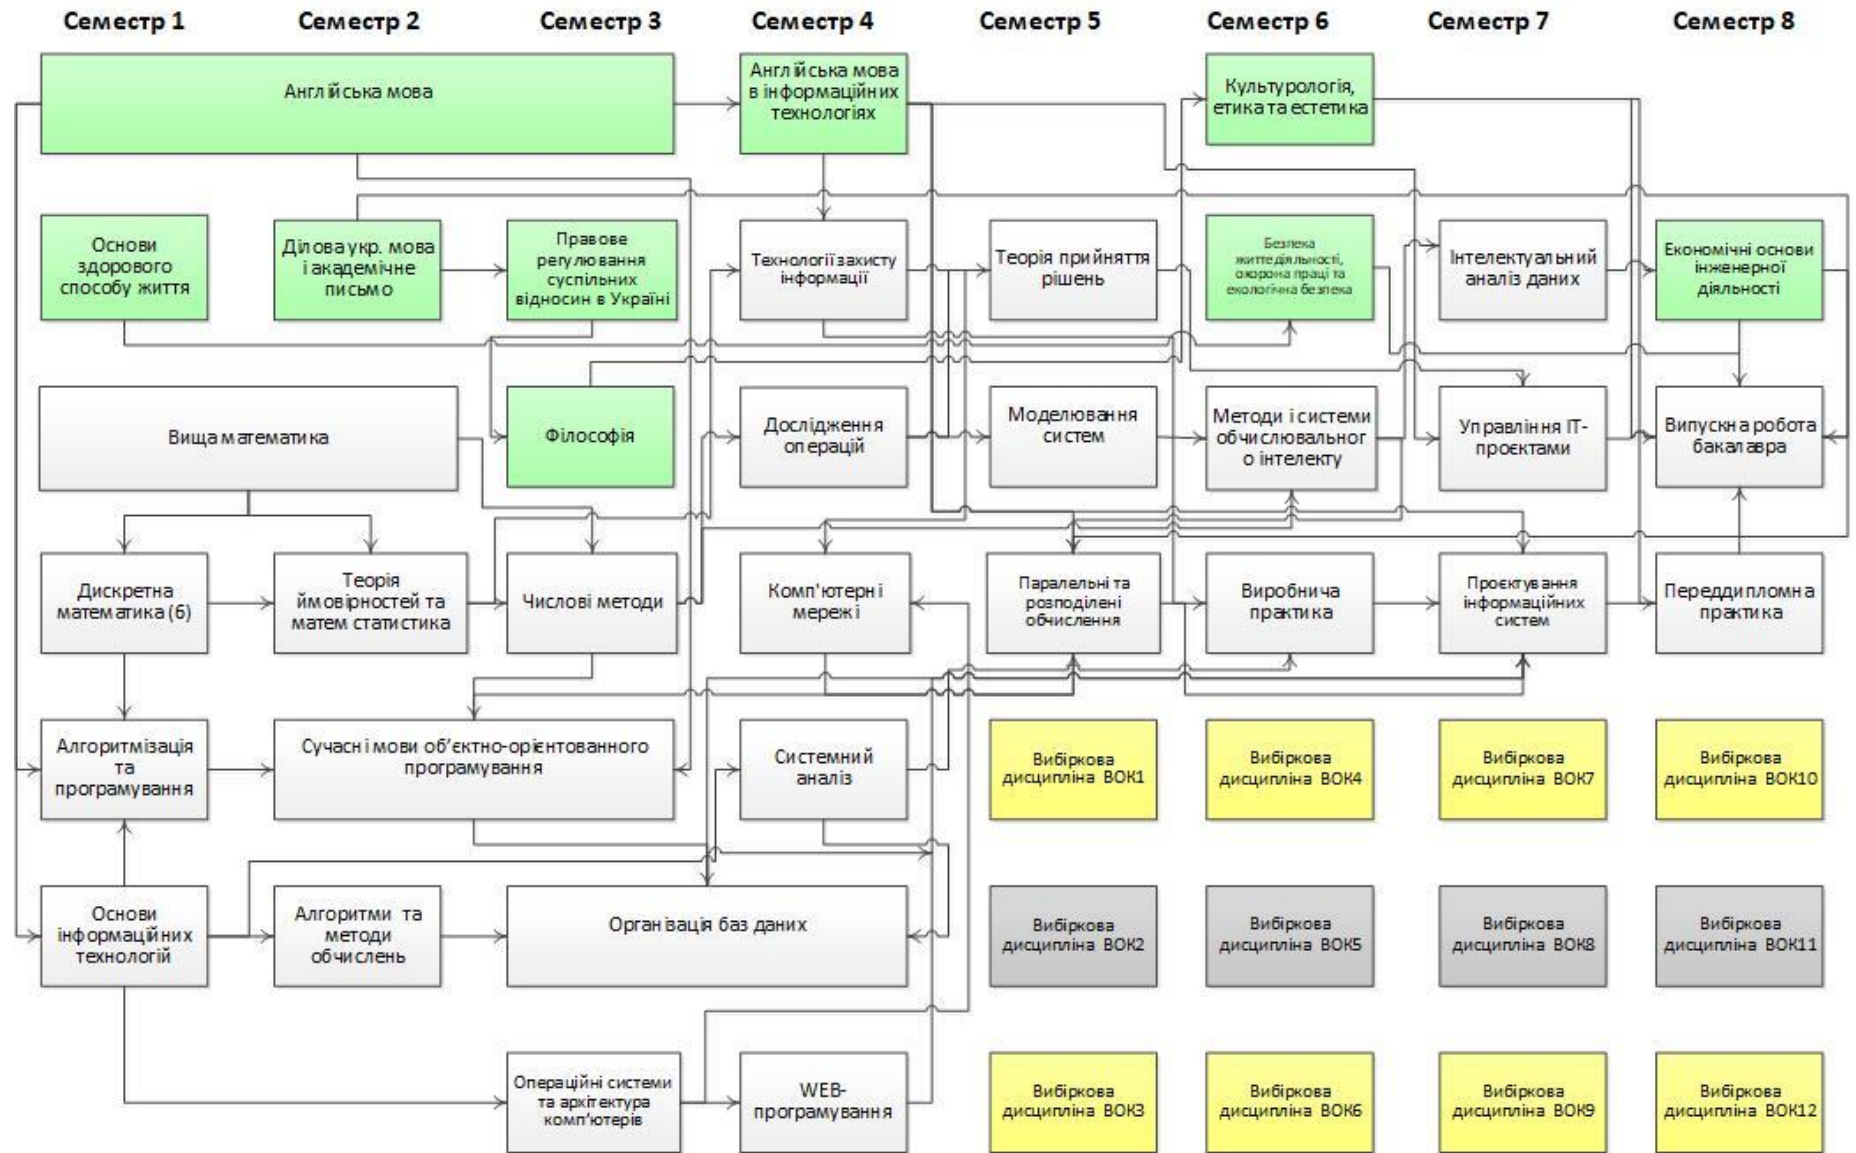 Семестр 1 Семестр 2 Семестр 3 Семестр 4 Семестр 5 Семестр 6 Семестр 7 Семестр 8
Англійська мова
Англійська мова
в інформаційних
технологіях
Культурологія,
етика та естетика
Основи
здорового
способу життя
Ділова укр. мова
і академічне
письмо
Правове
регулювання
суспільних
відносин в Україні
Технології захисту
інформації
Теорія прийняття
рішень
Безпека
життєдіяльності,
охорона праці та
екологічна безпека
Інтелектуальний
аналіз даних
Економічні основи
інженерної
діяльності
Вища математика
Філософія
Дослідження
операцій
Моделювання
систем
Методи і системи
обчислювальног
о інтелекту
Управління ІТ-
проєктами
Випускна робота
бакалавра
Дискретна
математика (6)
Теорія
ймовірностей та
матем статистика
Числові методи
Комп'ютерні
мережі
Паралельні та
розподілені
обчислення
Виробнича
практика
Проєктування
інформаційних
систем
Переддипломна
практика
Алгоритмізація
та
програмування
Сучасні мови об’єктно-орієнтованного
програмування
Системний
аналіз
Вибіркова
дисципліна ВОК1
Вибіркова
дисципліна ВОК4
Вибіркова
дисципліна ВОК7
Вибіркова
дисципліна ВОК10
Основи
інформаційних
технологій
Алгоритми та
методи
обчислень
Організація баз даних
Вибіркова
дисципліна ВОК2
Вибіркова
дисципліна ВОК5
Вибіркова
дисципліна ВОК8
Вибіркова
дисципліна ВОК11
Операційні системи
та архітектура
комп’ютерів
WEB-
програмування
Вибіркова
дисципліна ВОК3
Вибіркова
дисципліна ВОК6
Вибіркова
дисципліна ВОК9
Вибіркова
дисципліна ВОК12